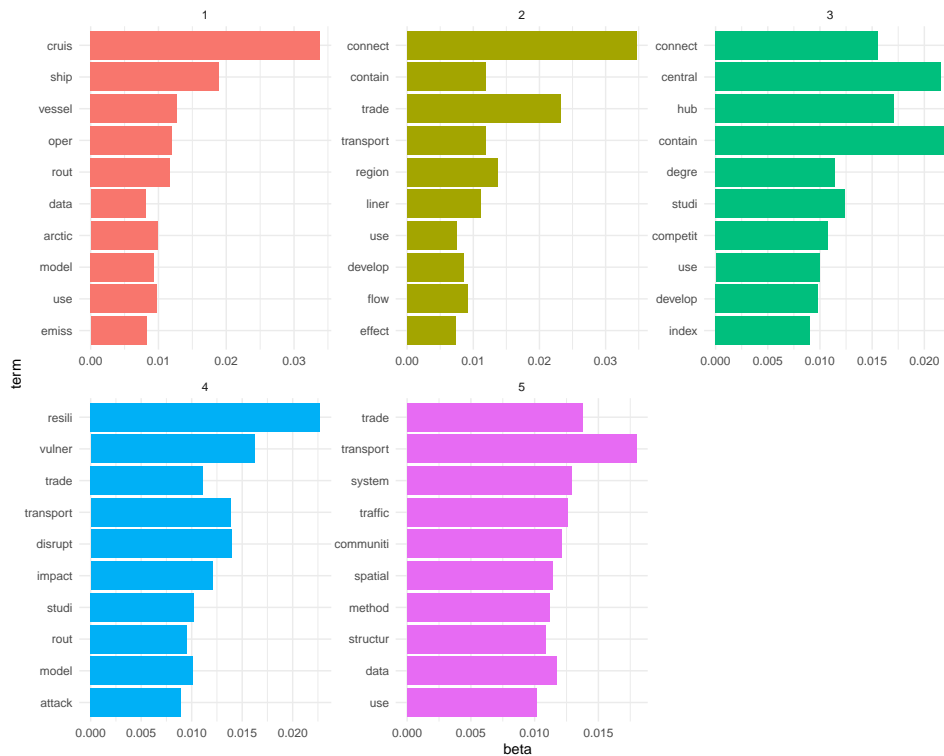 1
cruis
ship
vessel
oper
rout
data
arctic
model
use
emiss
0.00 0.01 0.02 0.03
2
connect
contain
trade
transport
region
liner
use
develop
flow
effect
0.00 0.01 0.02 0.03
3
connect
central
hub
contain
degre
studi
competit
use
develop
index
0.000 0.005 0.010 0.015 0.020
term
4
resili
vulner
trade
transport
disrupt
impact
studi
rout
model
attack
0.000 0.005 0.010 0.015 0.020
5
trade
transport
system
traffic
communiti
spatial
method
structur
data
use
0.000 0.005 0.010 0.015
beta